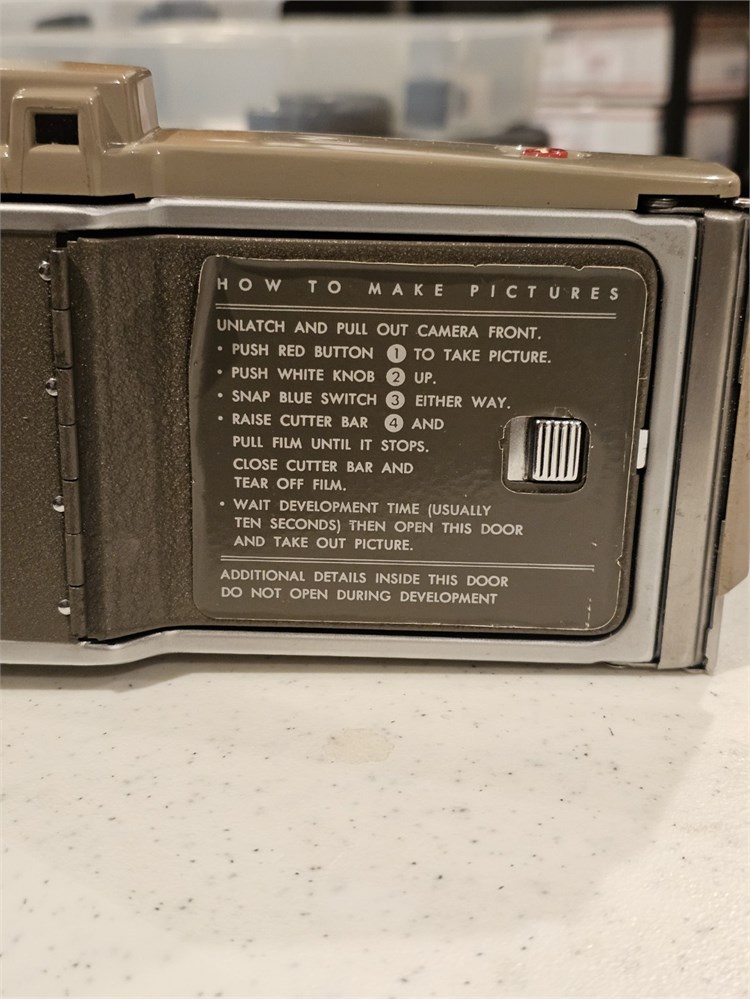 HOW TO MAKE PICTURES
UNLATCH AND PULL OUT CAMERA FRONT.
• PUSH RED BUTTON 1 TO TAKE PICTURE.
• PUSH WHITE KNOB 2 UP.
• SNAP BLUE SWITCH 3 EITHER WAY.
• RAISE CUTTER BAR 4 AND
PULL FILM UNTIL IT STOPS.
CLOSE CUTTER BAR AND
TEAR OFF FILM.
• WAIT DEVELOPMENT TIME (USUALLY
TEN SECONDS) THEN OPEN THIS DOOR
AND TAKE OUT PICTURE.
ADDITIONAL DETAILS INSIDE THIS DOOR
DO NOT OPEN DURING DEVELOPMENT